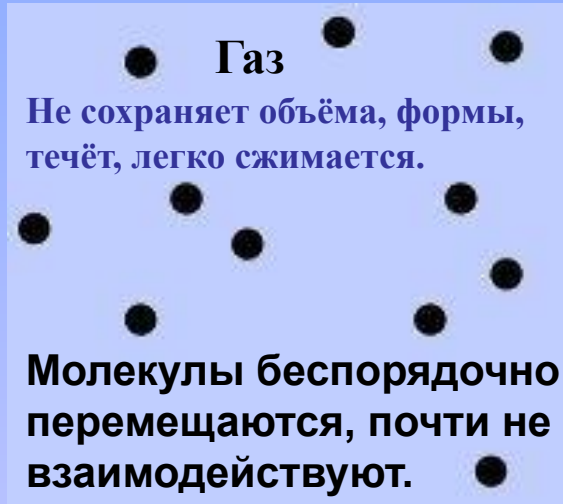 Газ
Не сохраняет объёма, формы,
течёт, легко сжимается.
Молекулы беспорядочно
перемещаются, почти не
взаимодействуют.